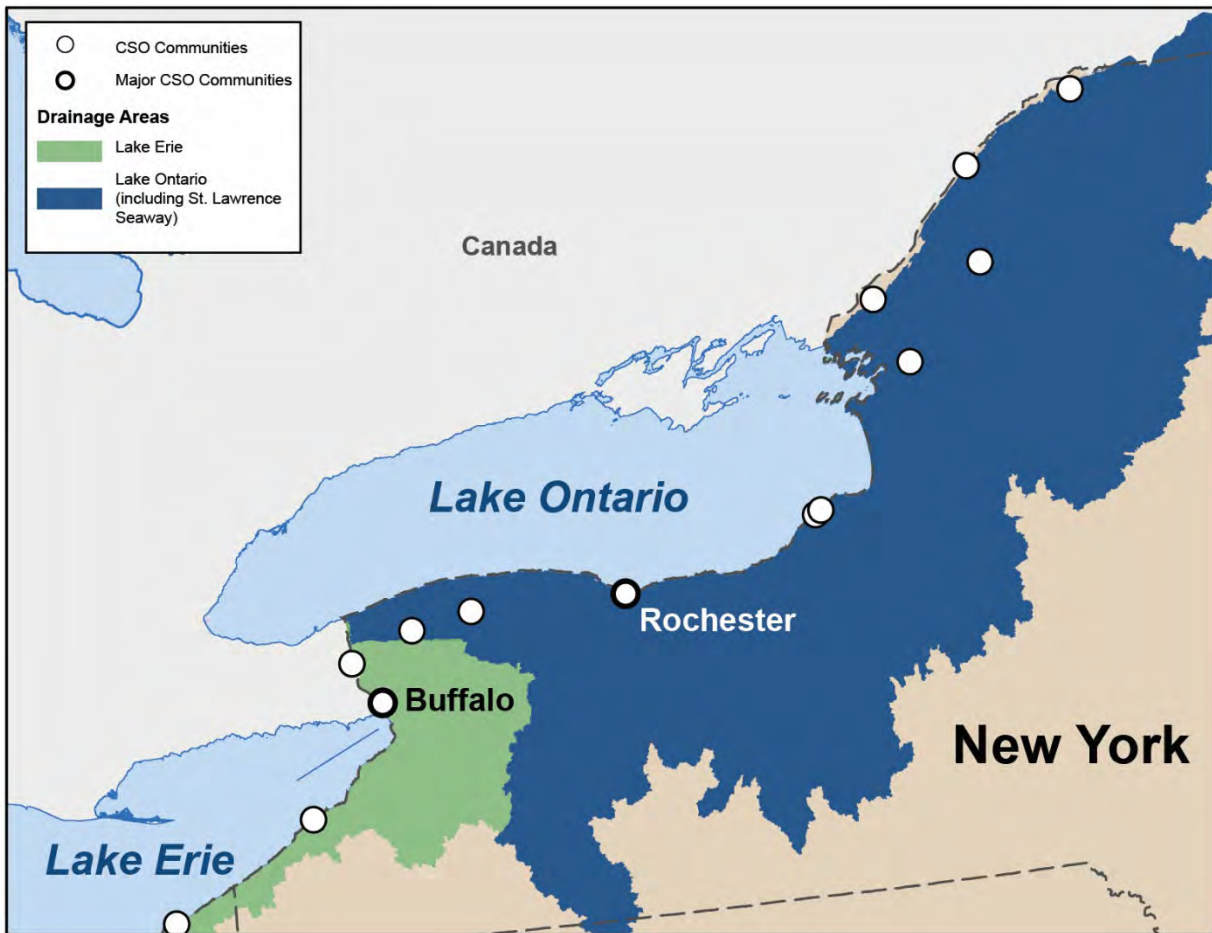 CSO Communities
Major CSO Communities
Drainage Areas
Lake Erie
Lake Ontario
(including St. Lawrence
Seaway)
Canada
Lake Ontario
Rochester
Buffalo
New York
Lake Erie